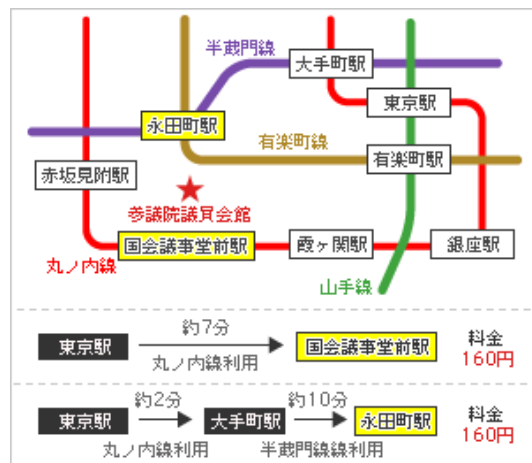 半蔵門線
大手町駅
東京駅
永田町駅
有楽町線
有楽町駅
赤坂見附駅
参議院議員会館
国会議事堂前駅
霞ヶ関駅
銀座駅
丸ノ内線
山手線
東京駅
約7分
丸ノ内線利用
国会議事堂前駅
料金
160円
東京駅
約2分
丸ノ内線利用
大手町駅
約10分
半蔵門線線利用
永田町駅
料金
160円